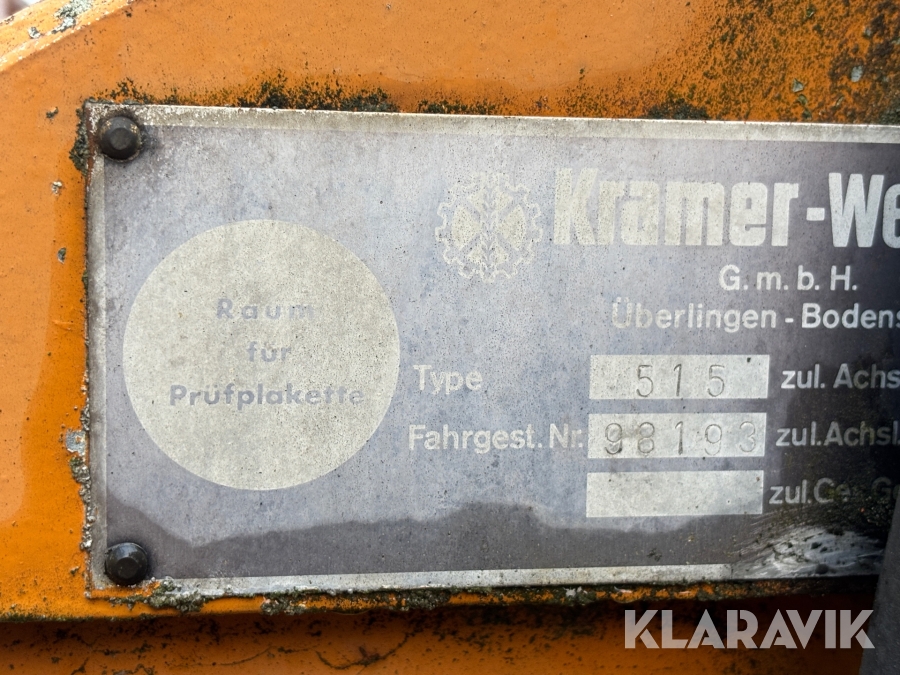 Kramer-We
G.m.b.H.
Überlingen - Bodens
Raum
für
Prüfplakette
Type 515 zul. Achs
Fahrgest. Nr. 98193 zul. Achsl.
zul. Ges. Ge
KLARAVIK